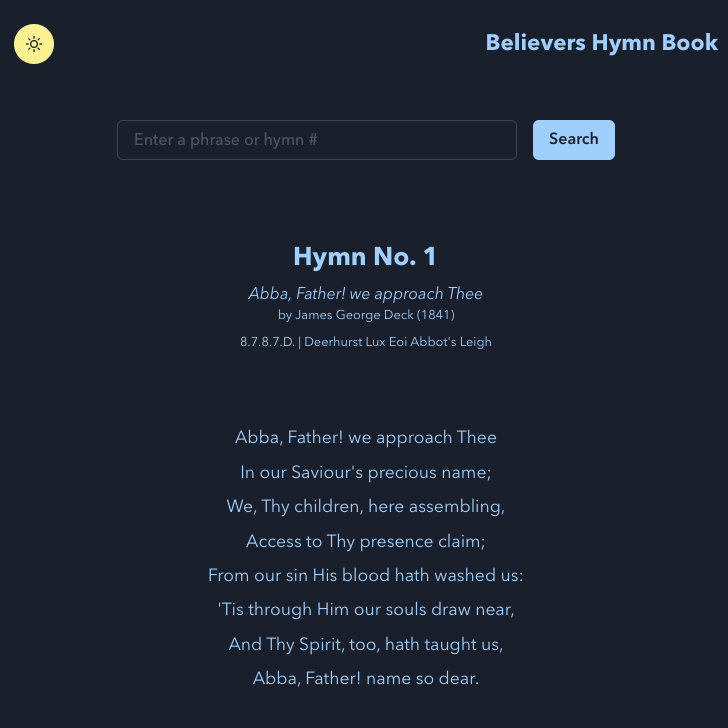 Believers Hymn Book
Enter a phrase or hymn #
Search
Hymn No. 1
Abba, Father! we approach Thee
by James George Deck (1841)
8.7.8.7.D. | Deerhurst Lux Eoi Abbot's Leigh
Abba, Father! we approach Thee
In our Saviour's precious name;
We, Thy children, here assembling,
Access to Thy presence claim;
From our sin His blood hath washed us:
'Tis through Him our souls draw near,
And Thy Spirit, too, hath taught us,
Abba, Father! name so dear.